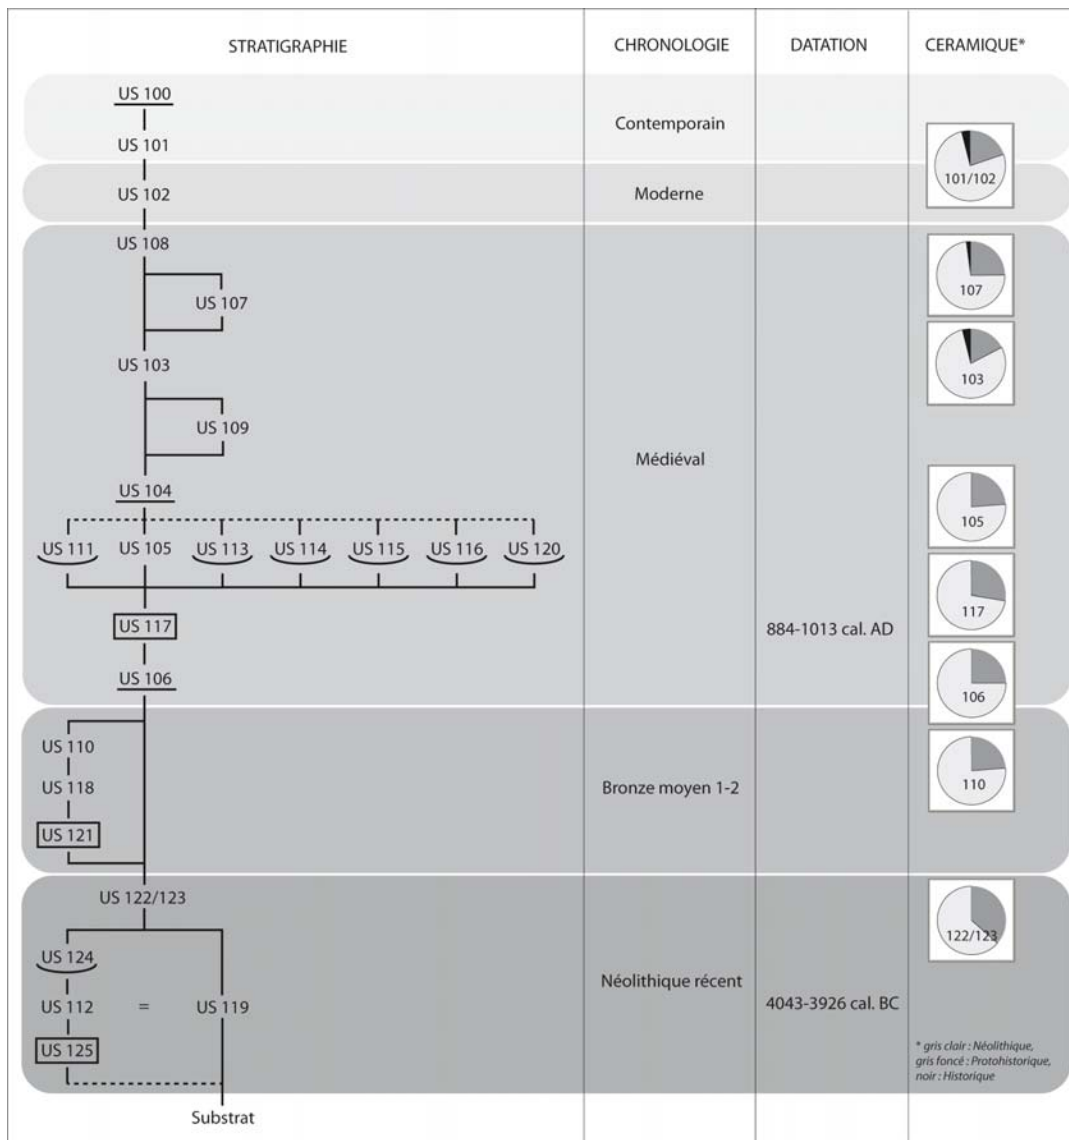 STRATIGRAPHIE CHRONOLOGIE DATATION CERAMIQUE*
US 100
Contemporain
US 101
101/102
US 102
Moderne
US 108
107
US 107
US 103
103
US 109
Médiéval
US 104
105
US 111 US 105 US 113 US 114 US 115 US 116 US 120
117
US 117
884-1013 cal. AD
US 106
106
US 110
110
US 118
Bronze moyen 1-2
US 121
US 122/123
122/123
US 124
Néolithique récent
US 112 = US 119
4043-3926 cal. BC
US 125
* gris clair : Néolithique,
gris foncé : Protohistorique,
noir : Historique
Substrat